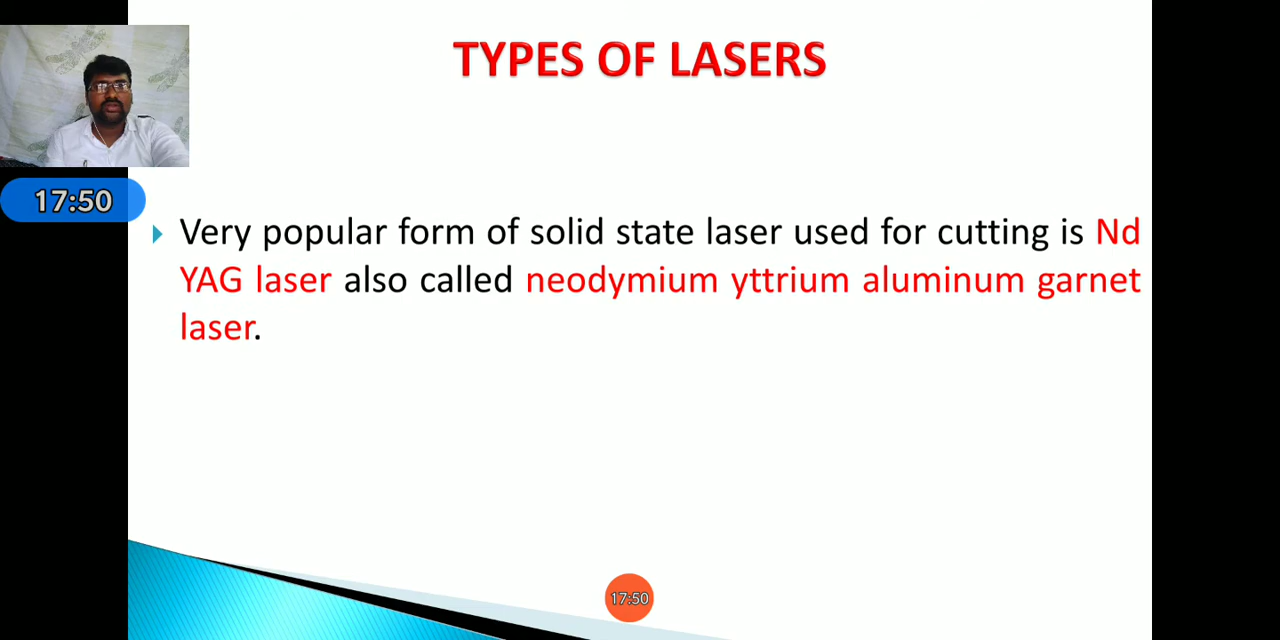 TYPES OF LASERS
17:50
Very popular form of solid state laser used for cutting is Nd
YAG laser also called neodymium yttrium aluminum garnet
laser.
17:50